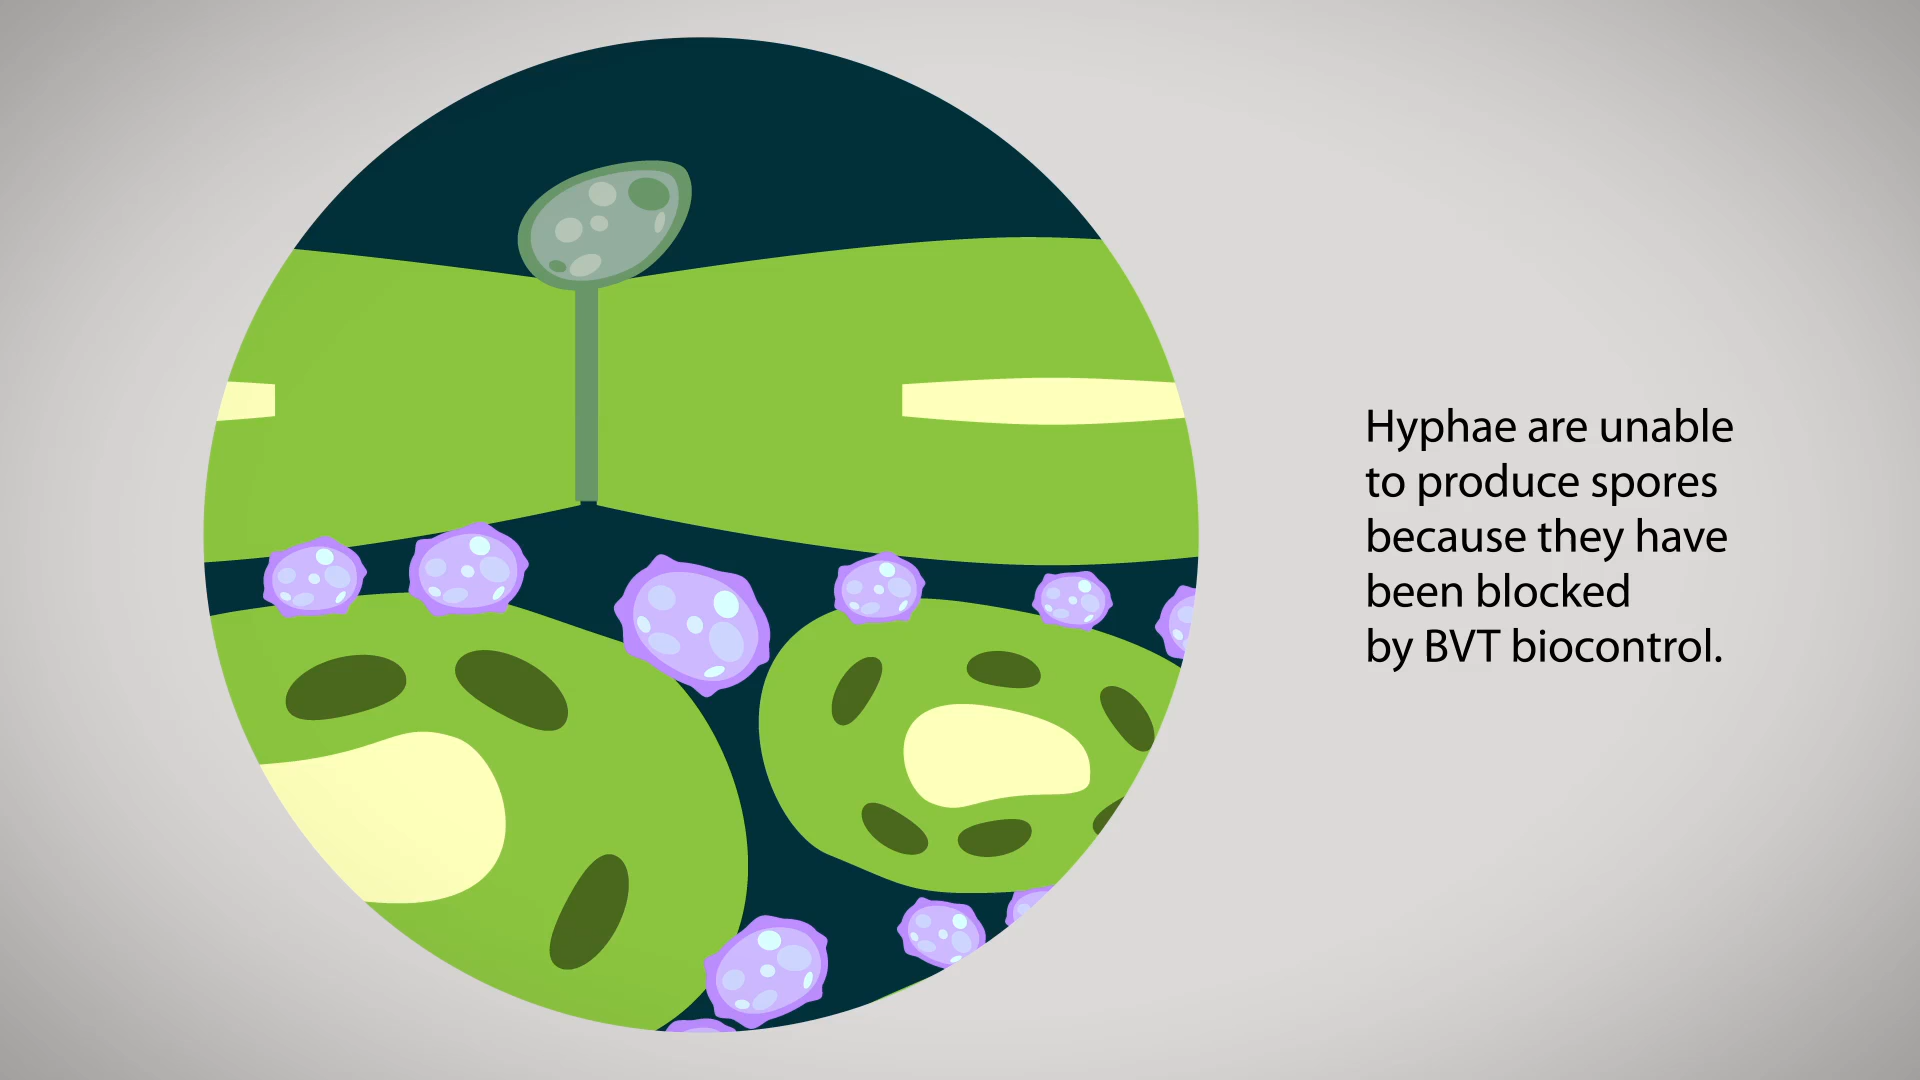 Hyphae are unable
to produce spores
because they have
been blocked
by BVT biocontrol.